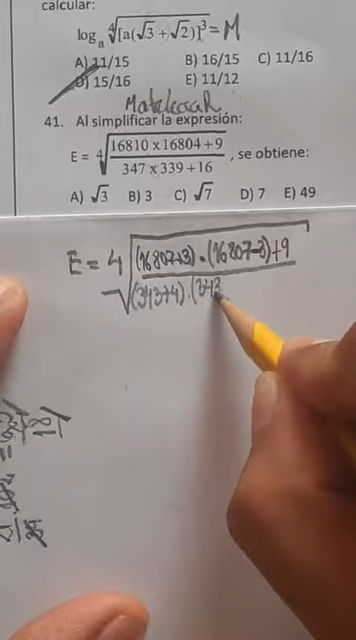 calcular:
logₐ ⁴√[a(√3 + √2)]³ = M
A) 11/15 B) 16/15 C) 11/16
D) 15/16 E) 11/12
41. Al simplificar la expresión:
E = ⁴√((16810 x 16804 + 9)/(347 x 339 + 16)) , se obtiene:
A) √3 B) 3 C) √7 D) 7 E) 49
E = ⁴√(16807+3)·(16807-3)+9
(343+4)·(343